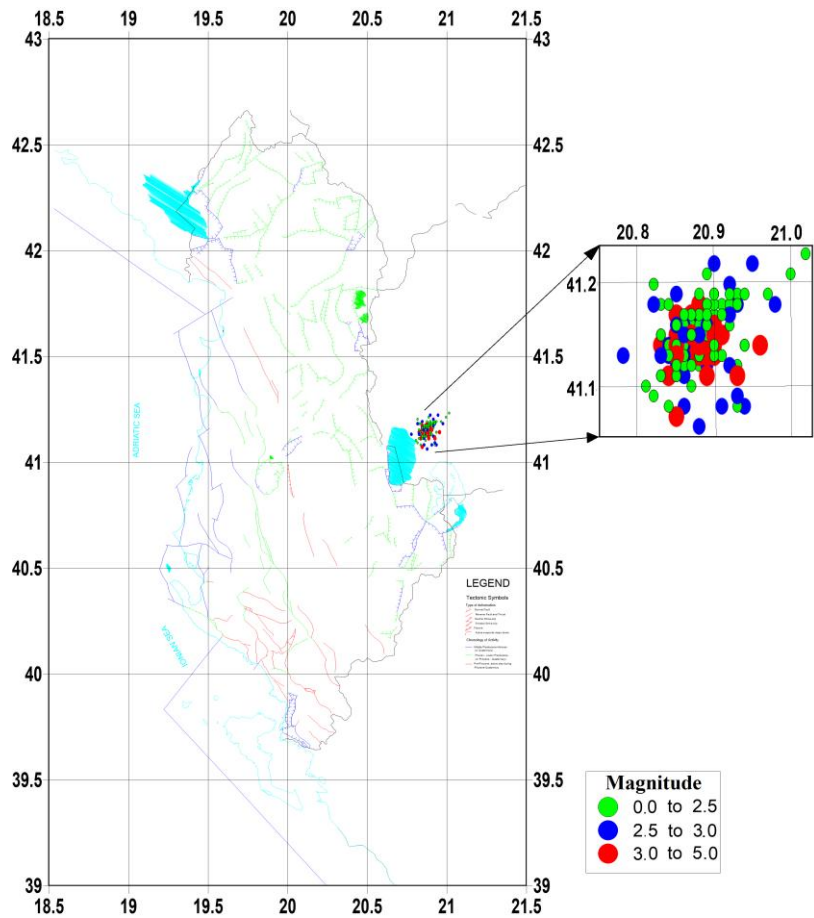 18.5 19 19.5 20 20.5 21 21.5
43 43
42.5 42.5
42 42
41.5 41.5
41 41
40.5 40.5
40 40
39.5 39.5
39 39
18.5 19 19.5 20 20.5 21 21.5
ADRIATIC SEA
IONIAN SEA
LEGEND
Tectonic Symbols
20.8 20.9 21.0
41.2
41.5
41.1
Magnitude
0.0 to 2.5
2.5 to 3.0
3.0 to 5.0